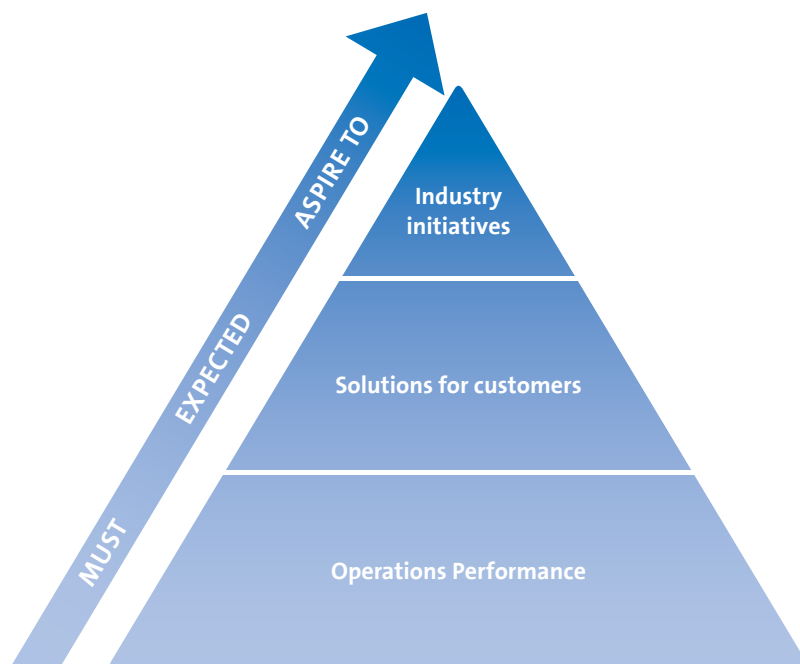 ASPIRE TO
Industry
initiatives
EXPECTED
Solutions for customers
MUST
Operations Performance